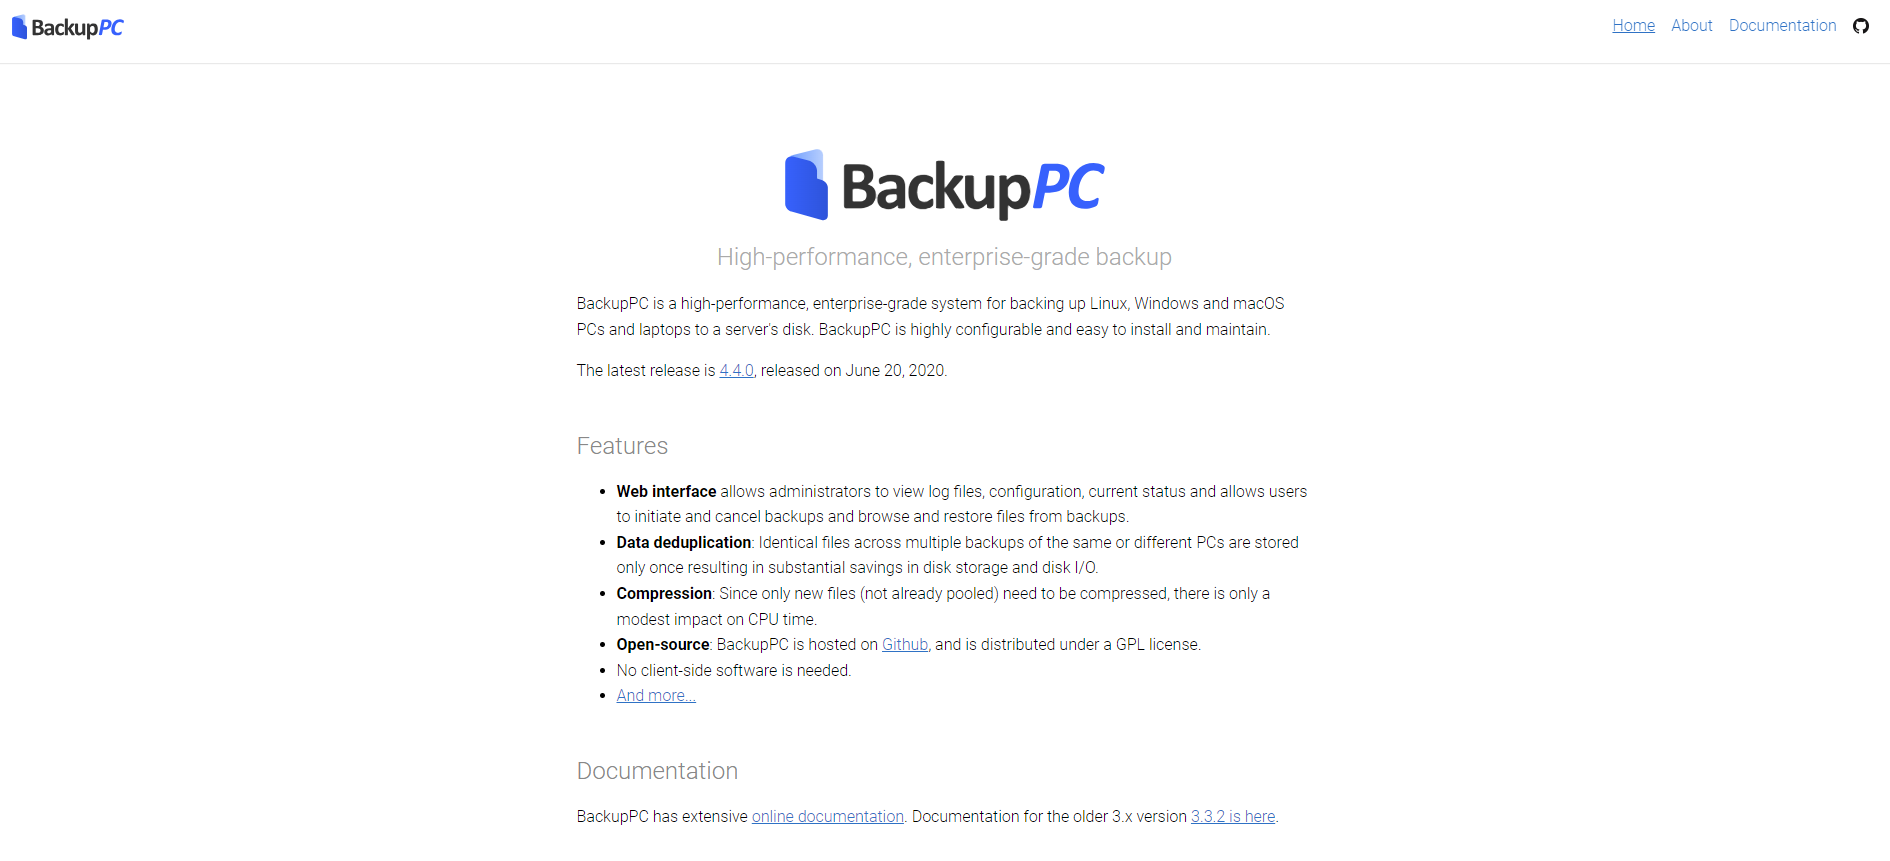 BackupPC
Home About Documentation
BackupPC
High-performance, enterprise-grade backup
BackupPC is a high-performance, enterprise-grade system for backing up Linux, Windows and macOS
PCs and laptops to a server's disk. BackupPC is highly configurable and easy to install and maintain.
The latest release is 4.4.0, released on June 20, 2020.
Features
• Web interface allows administrators to view log files, configuration, current status and allows users
to initiate and cancel backups and browse and restore files from backups.
• Data deduplication: Identical files across multiple backups of the same or different PCs are stored
only once resulting in substantial savings in disk storage and disk I/O.
• Compression: Since only new files (not already pooled) need to be compressed, there is only a
modest impact on CPU time.
• Open-source: BackupPC is hosted on Github, and is distributed under a GPL license.
• No client-side software is needed.
• And more...
Documentation
BackupPC has extensive online documentation. Documentation for the older 3.x version 3.3.2 is here.